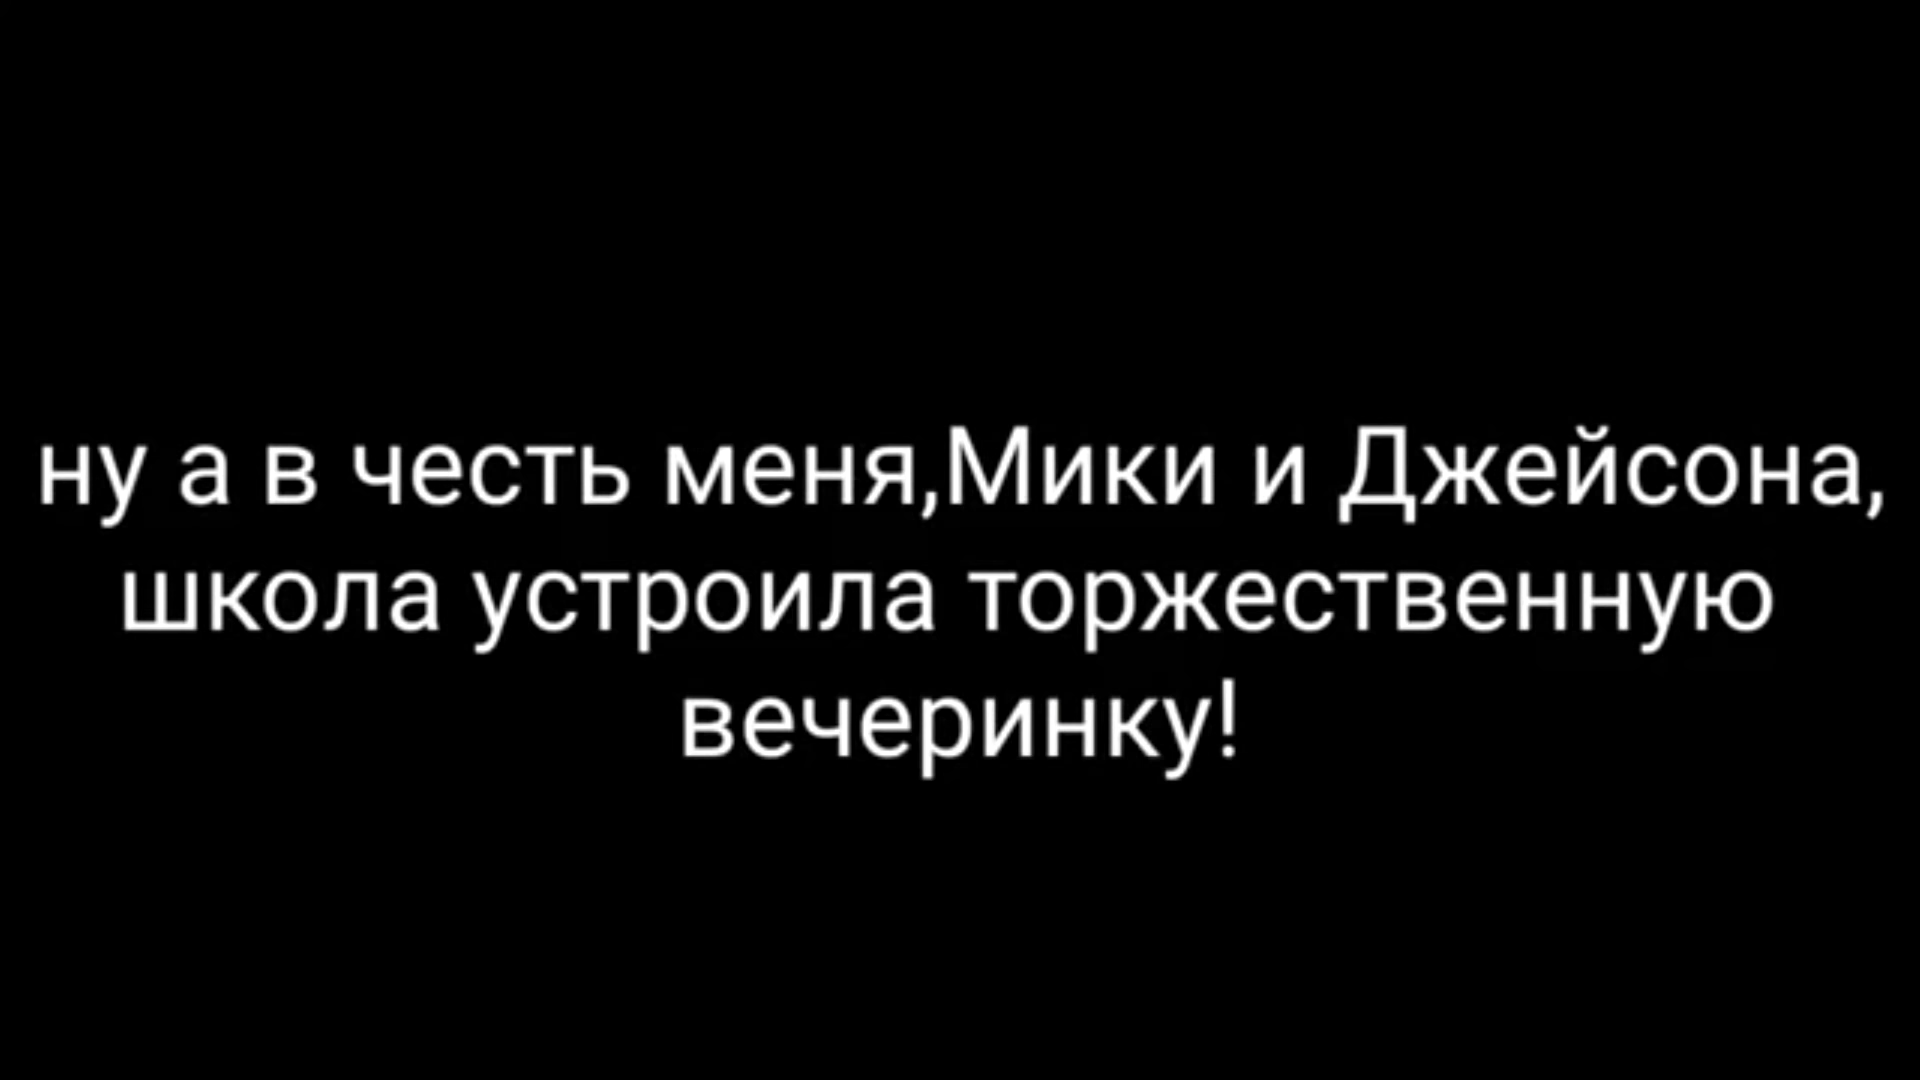 ну а в честь меня,Мики и Джейсона,
школа устроила торжественную
вечеринку!